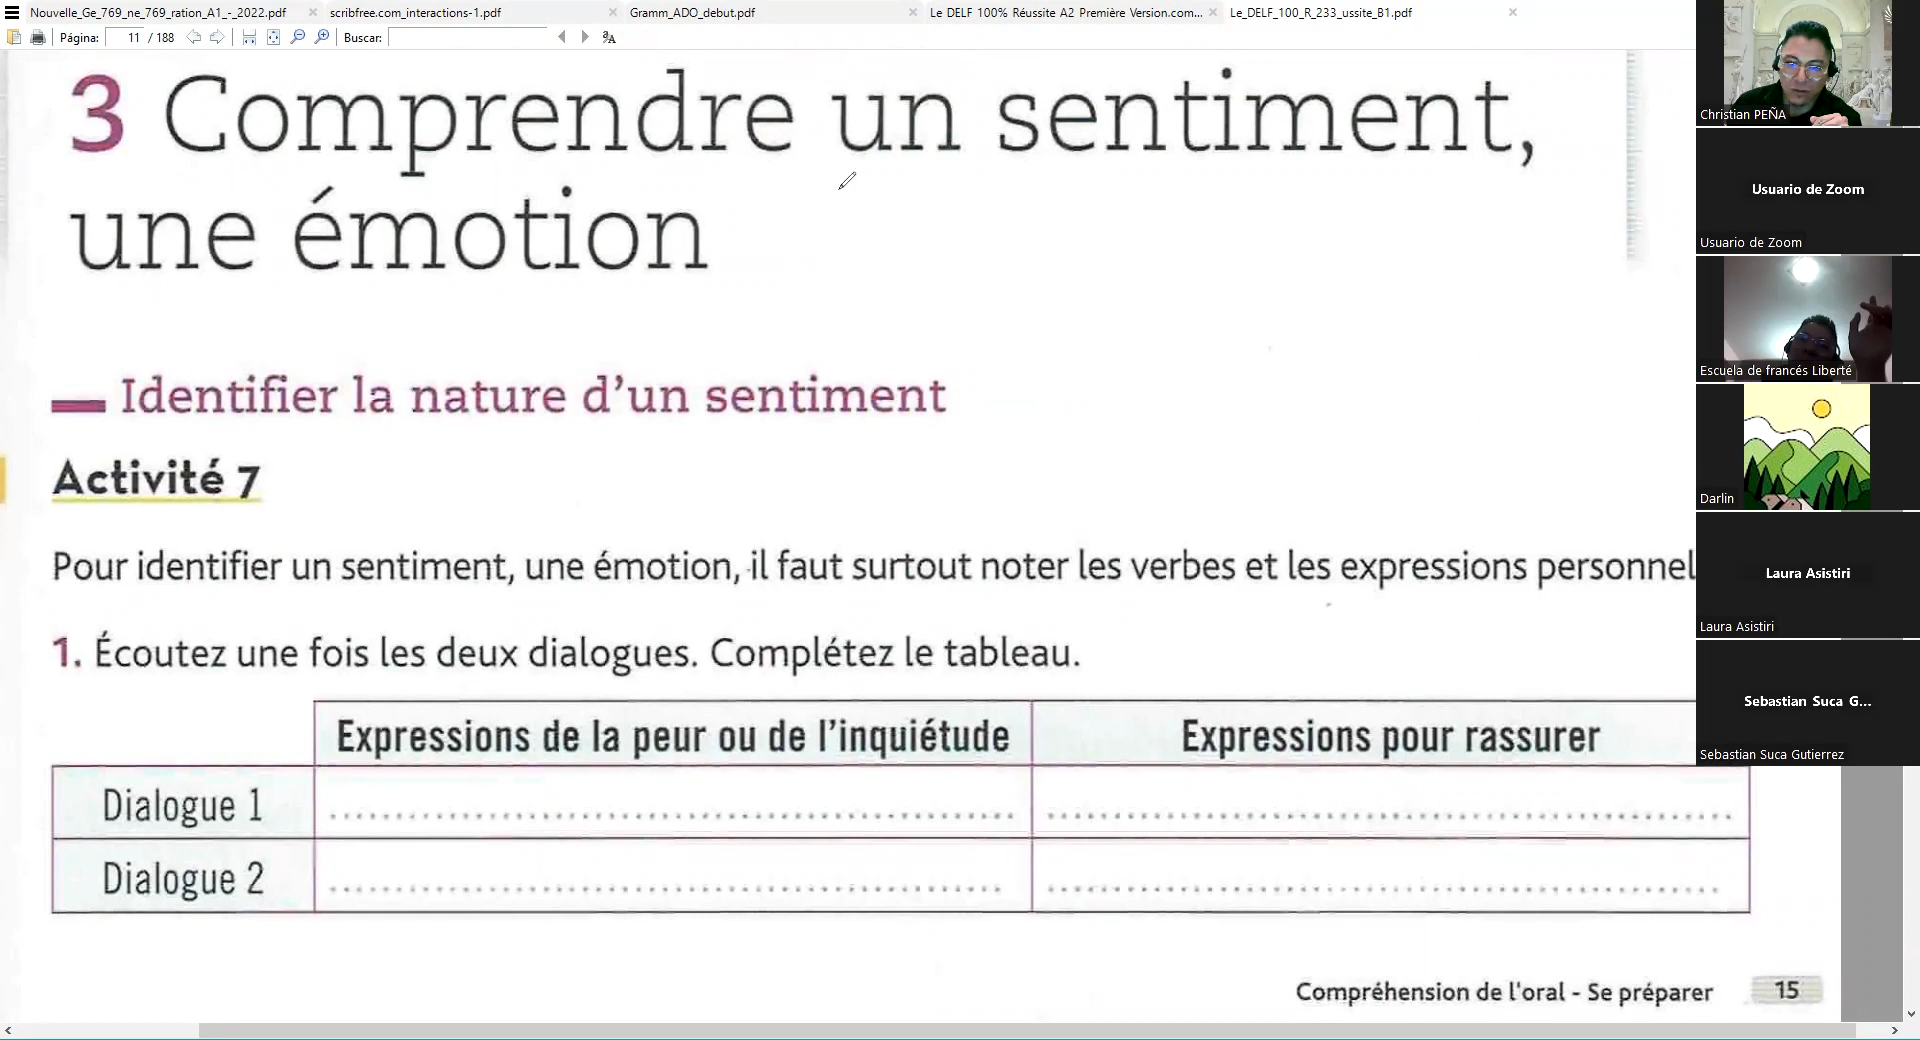 Nouvelle_Ge_769_ne_769_ration_A1_-_2022.pdf
scribfree.com_interactions-1.pdf
Gramm_ADO_debut.pdf
Le DELF 100% Réussite A2 Première Version.com...
Le_DELF_100_R_233_ussite_B1.pdf
Página: 11 / 188
Buscar:
3 Comprendre un sentiment,
une émotion
Identifier la nature d'un sentiment
Activité 7
Pour identifier un sentiment, une émotion, il faut surtout noter les verbes et les expressions personnel
1. Écoutez une fois les deux dialogues. Complétez le tableau.
Expressions de la peur ou de l'inquiétude
Expressions pour rassurer
Dialogue 1
Dialogue 2
Compréhension de l'oral - Se préparer 15
Christian PEÑA
Usuario de Zoom
Usuario de Zoom
Escuela de francés Liberté
Darlin
Laura Asistiri
Laura Asistiri
Sebastian Suca G...
Sebastian Suca Gutierrez